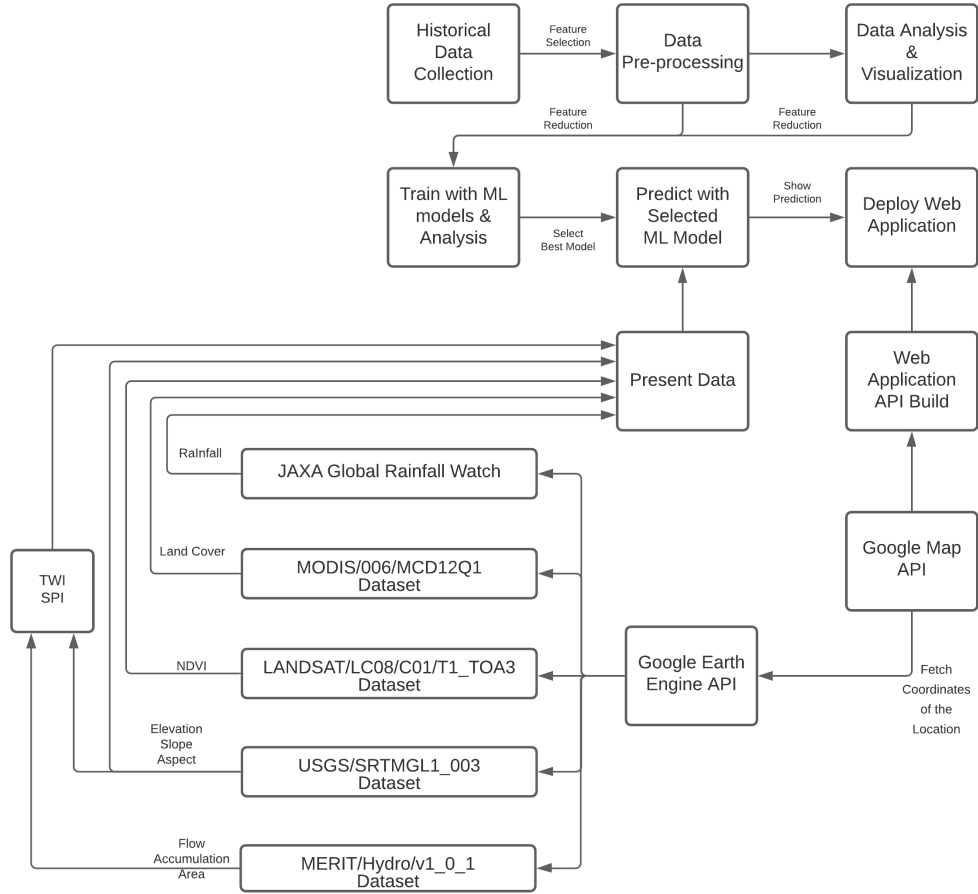 Historical
Data
Collection
Feature
Selection
Data
Pre-processing
Data Analysis
&
Visualization
Feature
Reduction
Feature
Reduction
Train with ML
models &
Analysis
Select
Best Model
Predict with
Selected
ML Model
Show
Prediction
Deploy Web
Application
Present Data
Web
Application
API Build
RaInfall
JAXA Global Rainfall Watch
Land Cover
MODIS/006/MCD12Q1
Dataset
Google Map
API
TWI
SPI
NDVI
LANDSAT/LC08/C01/T1_TOA3
Dataset
Google Earth
Engine API
Fetch
Coordinates
of the
Location
Elevation
Slope
Aspect
USGS/SRTMGL1_003
Dataset
Flow
Accumulation
Area
MERIT/Hydro/v1_0_1
Dataset